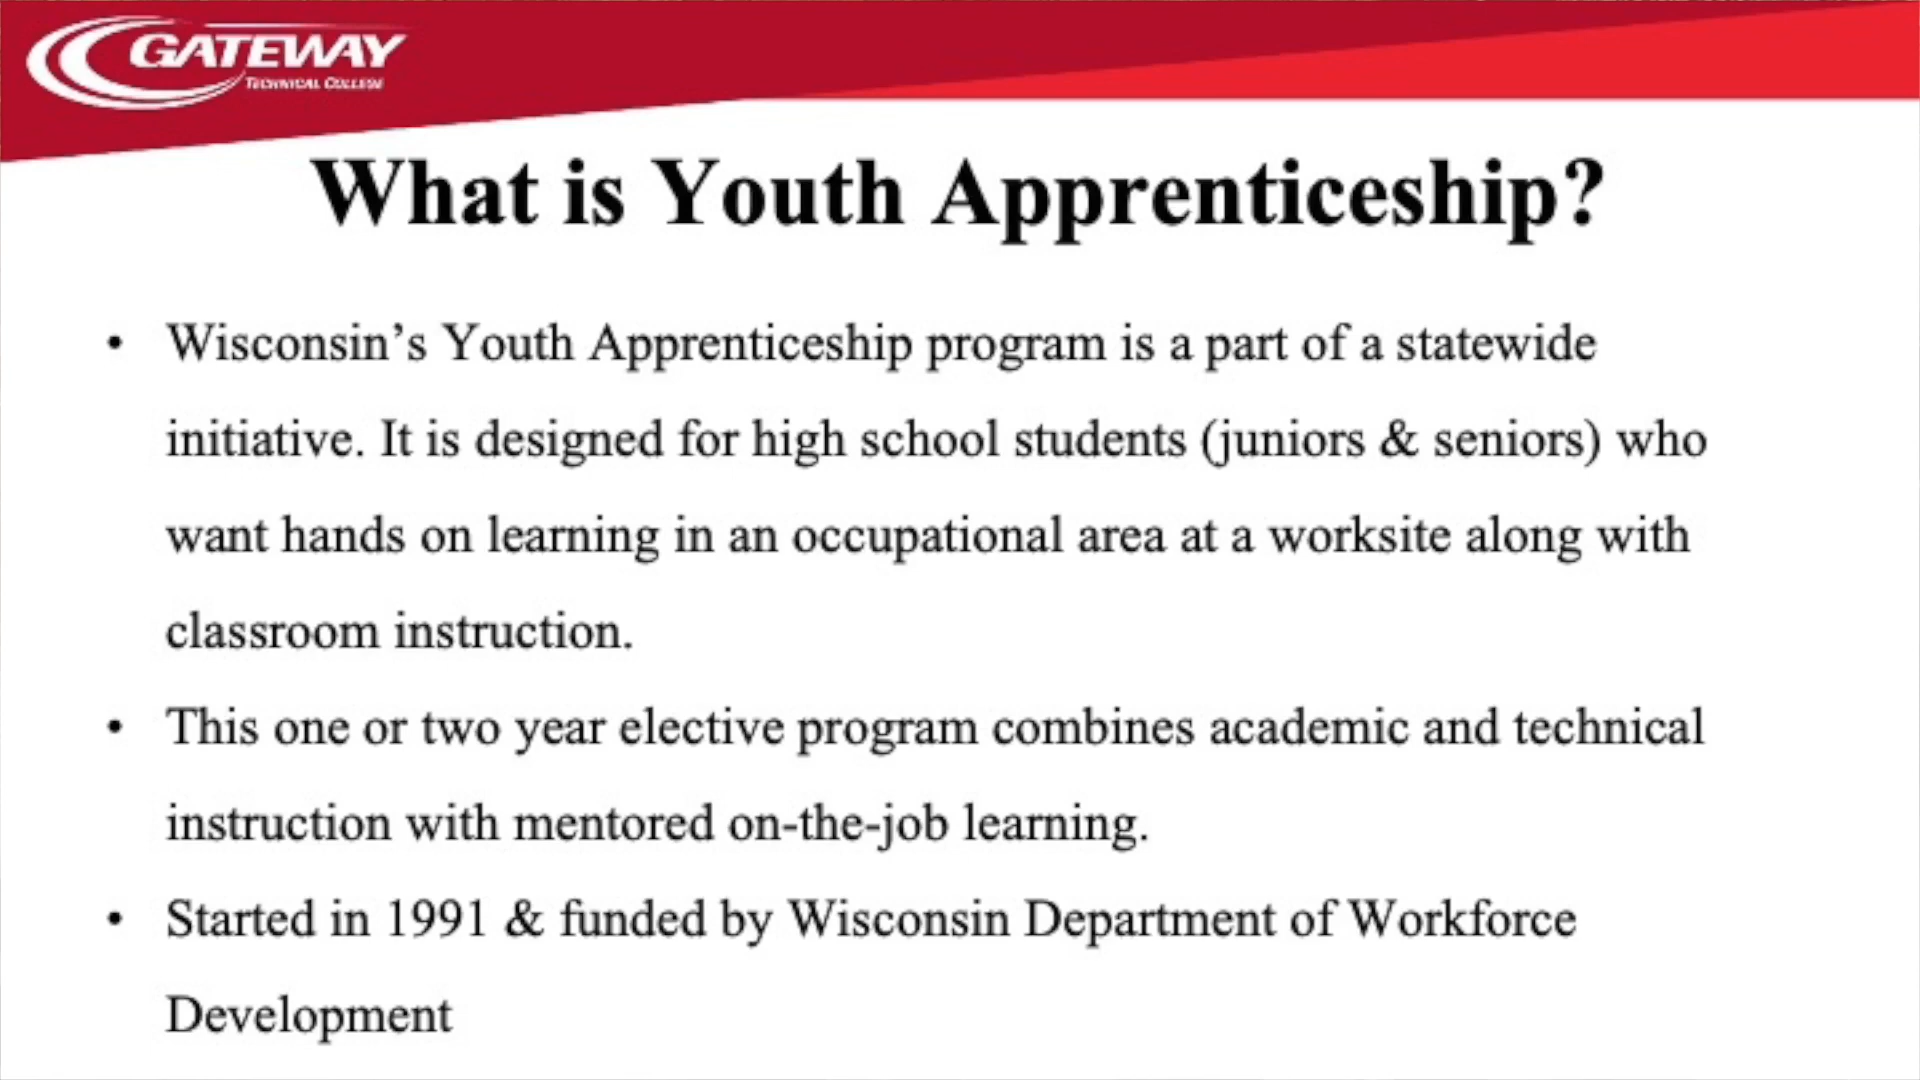 GATEWAY
TECHNICAL COLLEGE
What is Youth Apprenticeship?
• Wisconsin’s Youth Apprenticeship program is a part of a statewide
initiative. It is designed for high school students (juniors & seniors) who
want hands on learning in an occupational area at a worksite along with
classroom instruction.
• This one or two year elective program combines academic and technical
instruction with mentored on-the-job learning.
• Started in 1991 & funded by Wisconsin Department of Workforce
Development